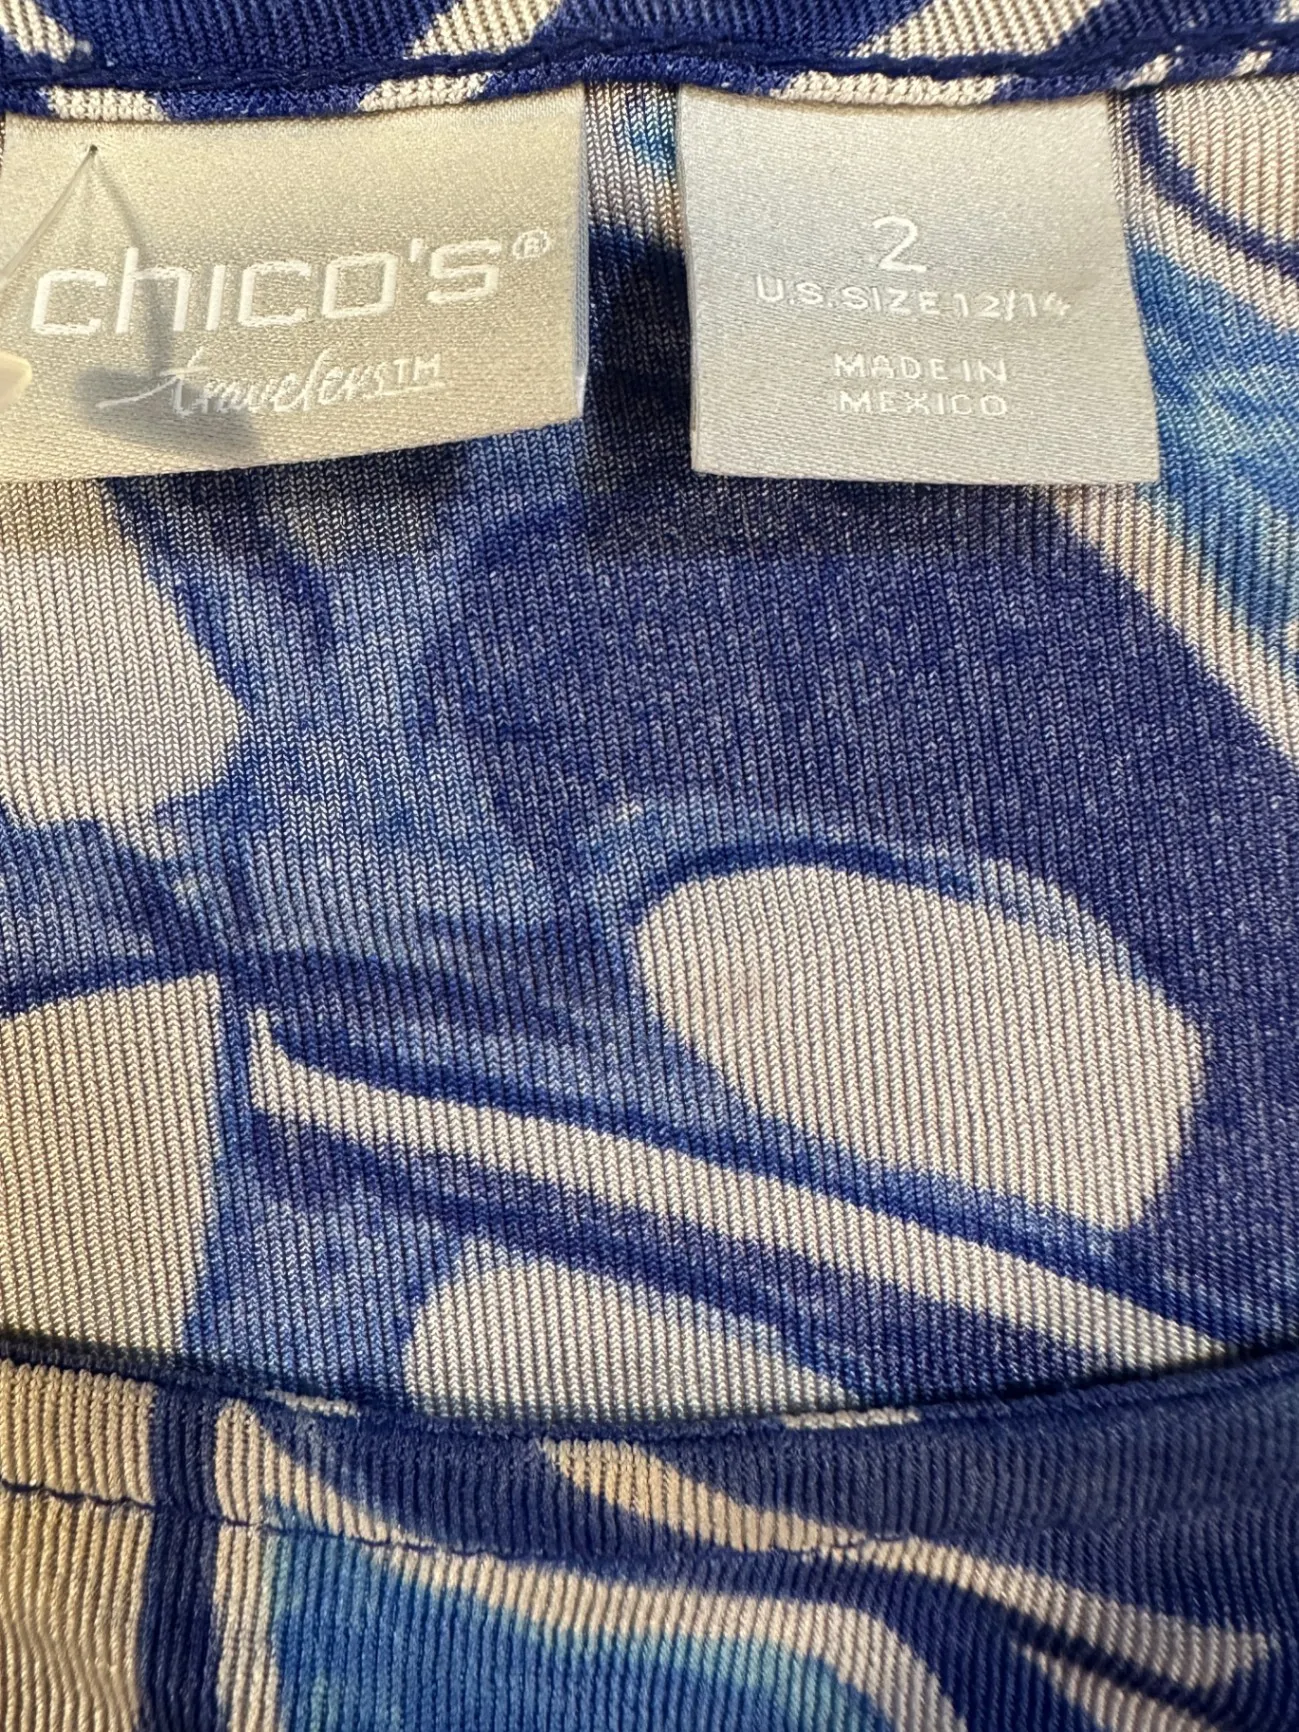 chico's®
travelers™
2
U.S. SIZE 12/14
MADE IN
MEXICO